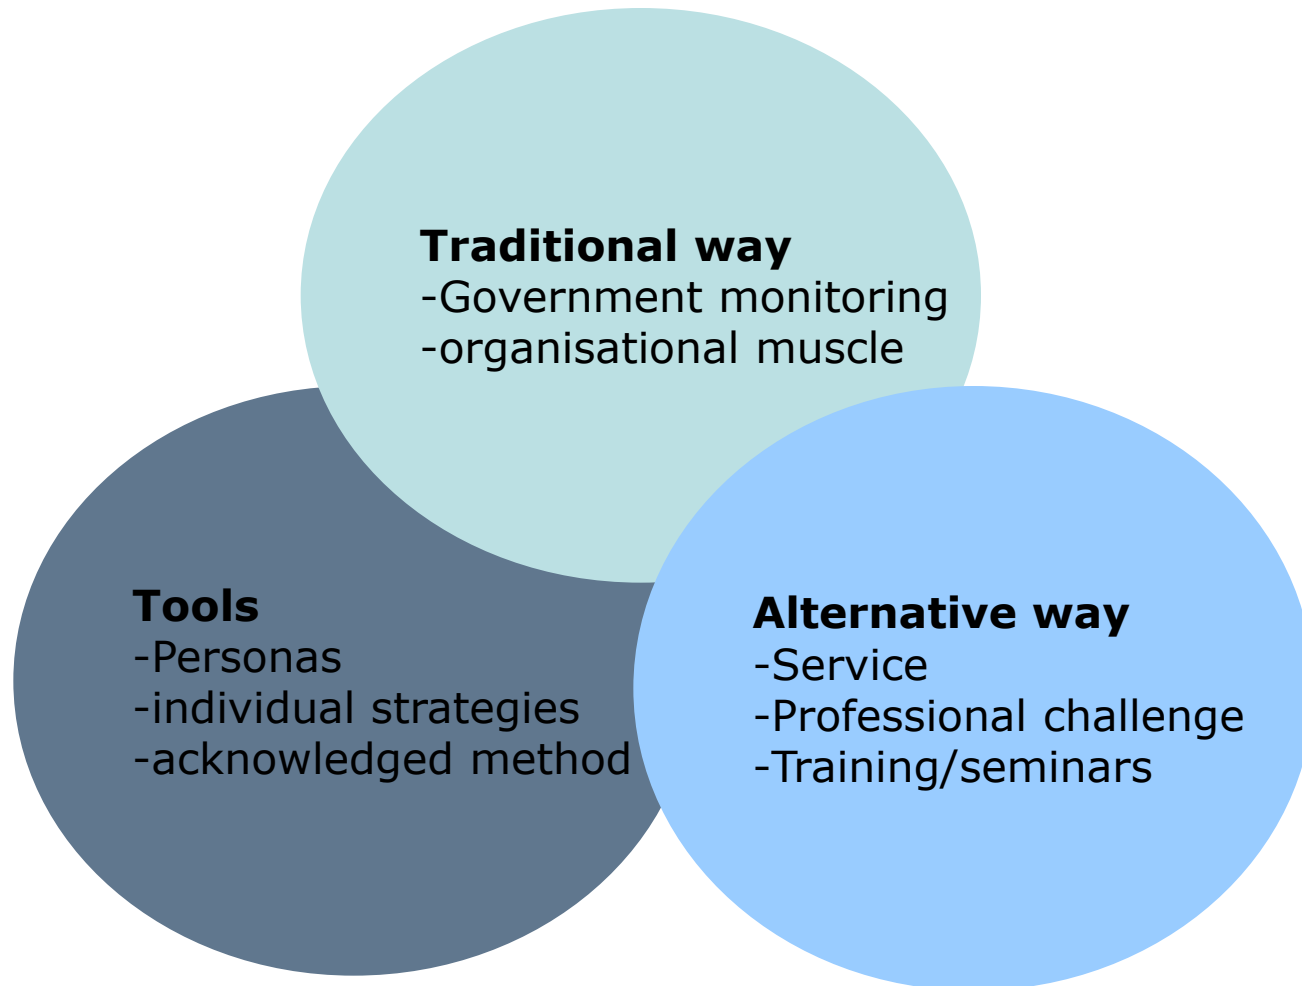 Traditional way
-Government monitoring
-organisational muscle
Tools
-Personas
-individual strategies
-acknowledged method
Alternative way
-Service
-Professional challenge
-Training/seminars